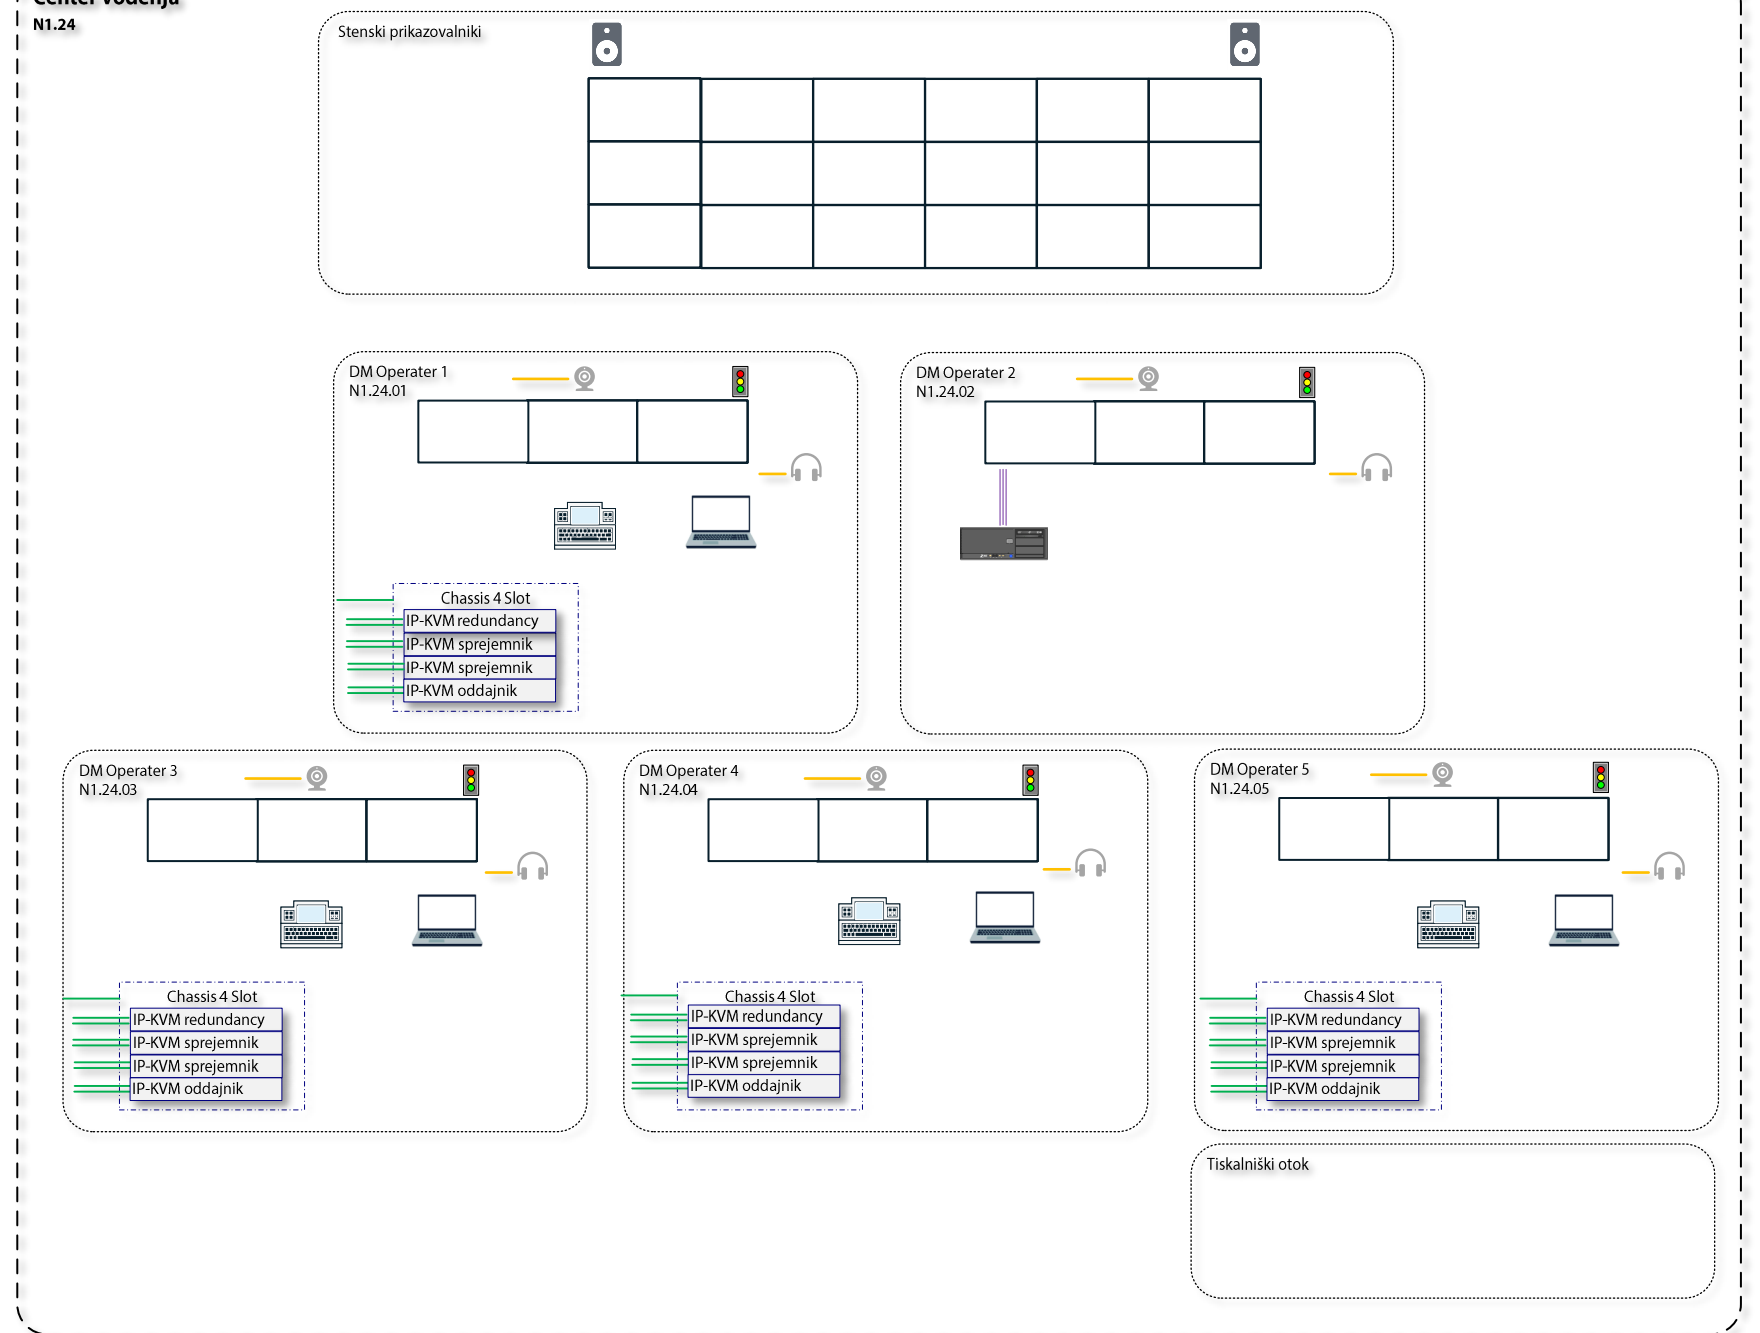 Center vodenja
N1.24
Stenski prikazovalniki
DM Operater 1
N1.24.01
Chassis 4 Slot
IP-KVM redundancy
IP-KVM sprejemnik
IP-KVM sprejemnik
IP-KVM oddajnik
DM Operater 2
N1.24.02
DM Operater 3
N1.24.03
Chassis 4 Slot
IP-KVM redundancy
IP-KVM sprejemnik
IP-KVM sprejemnik
IP-KVM oddajnik
DM Operater 4
N1.24.04
Chassis 4 Slot
IP-KVM redundancy
IP-KVM sprejemnik
IP-KVM sprejemnik
IP-KVM oddajnik
DM Operater 5
N1.24.05
Chassis 4 Slot
IP-KVM redundancy
IP-KVM sprejemnik
IP-KVM sprejemnik
IP-KVM oddajnik
Tiskalniški otok